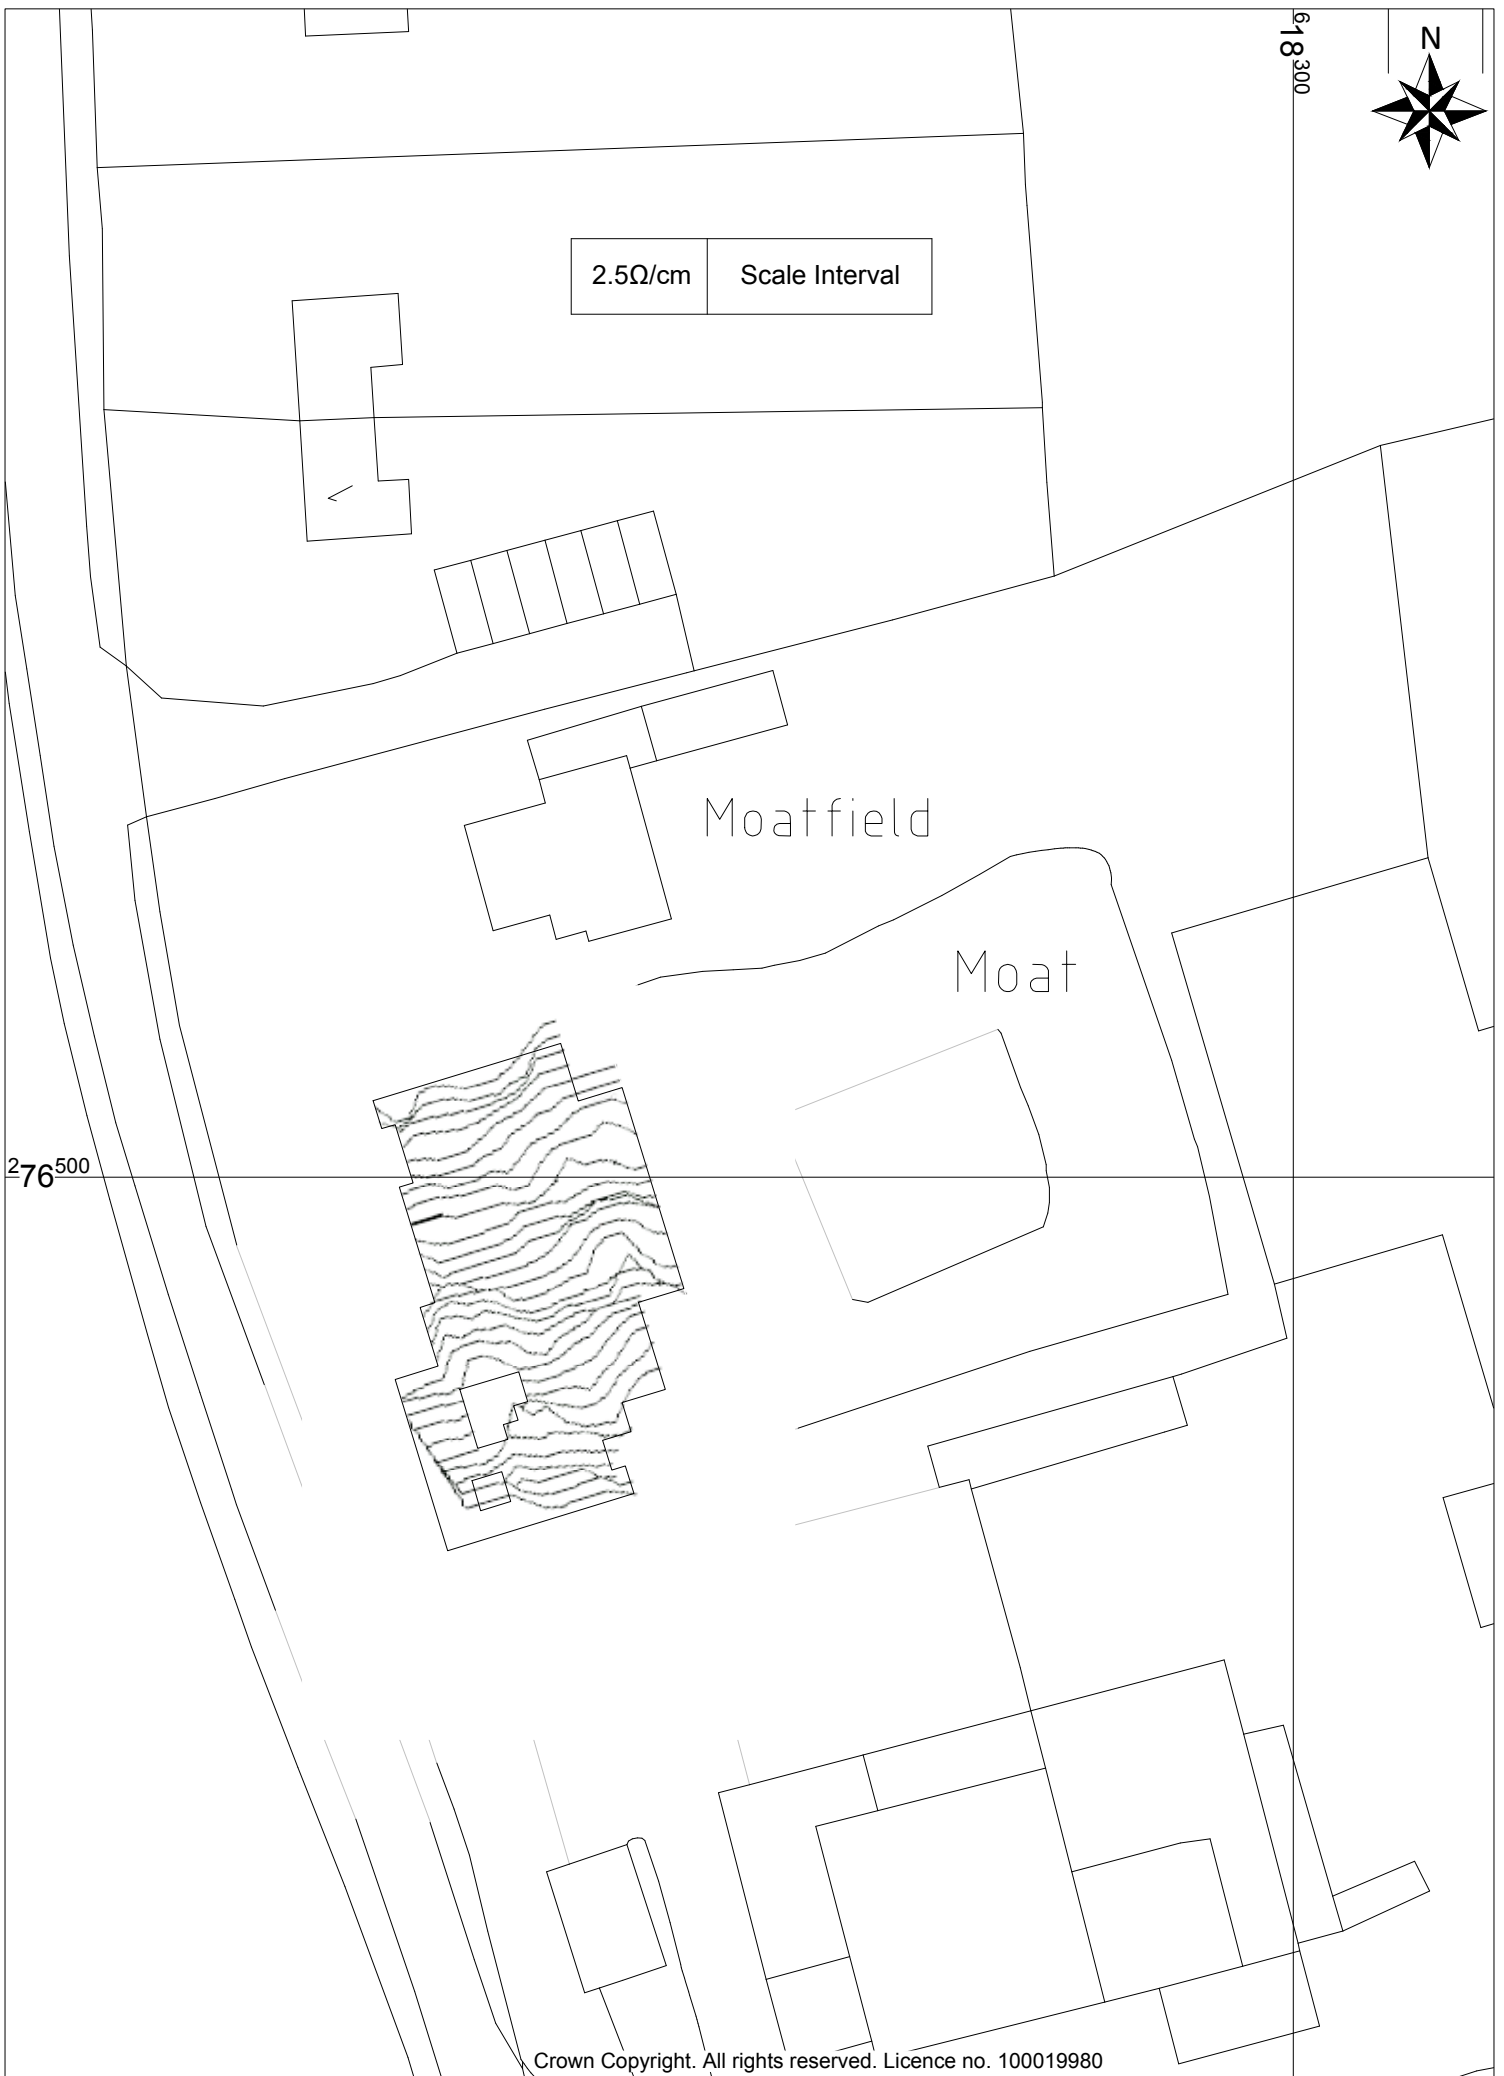 618300
N
2.5Ω/cm Scale Interval
Moatfield
Moat
276500
Crown Copyright. All rights reserved. Licence no. 100019980